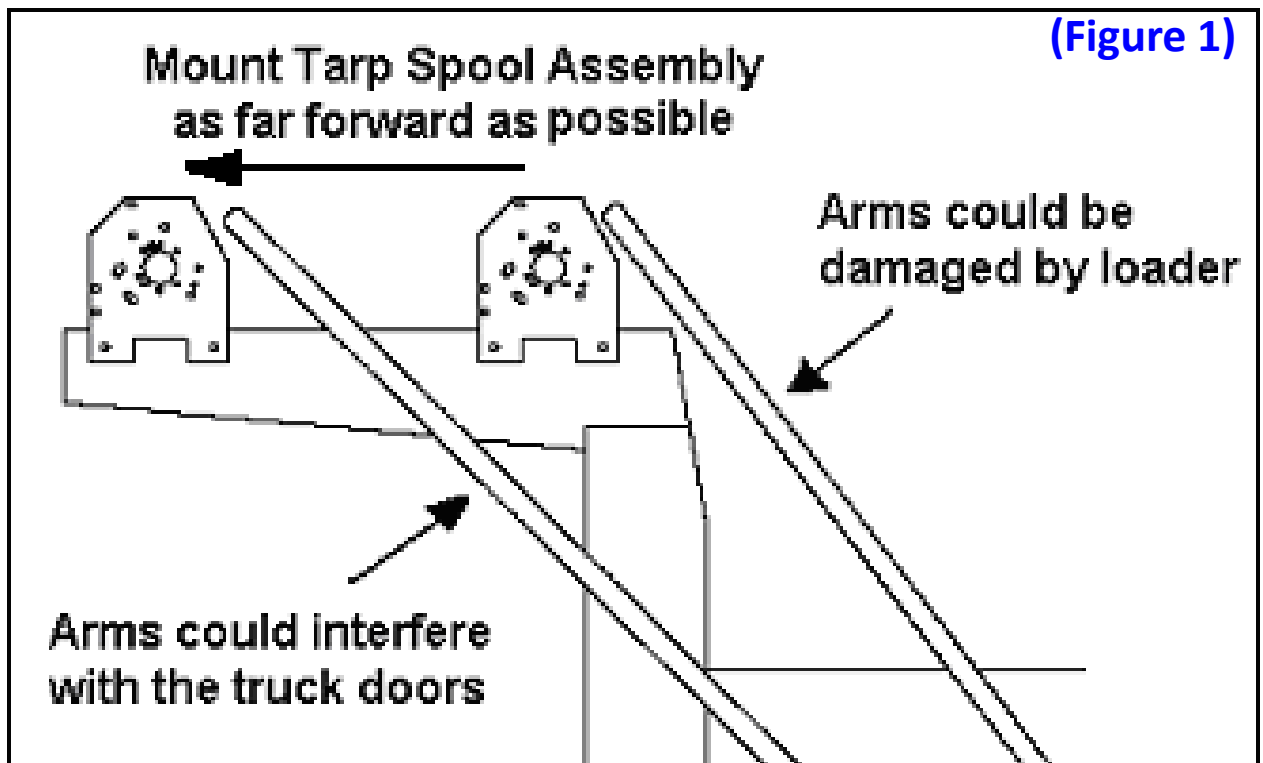 (Figure 1)
Mount Tarp Spool Assembly
as far forward as possible
Arms could be
damaged by loader
Arms could interfere
with the truck doors